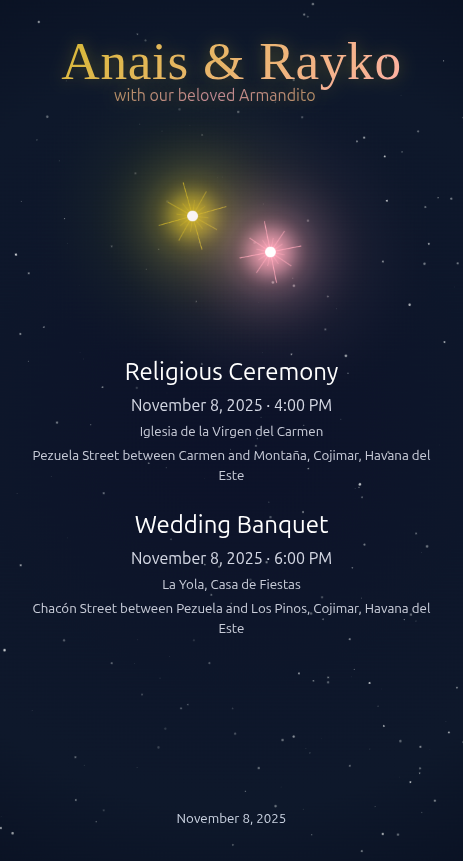 Anais & Rayko
with our beloved Armandito
Religious Ceremony
November 8, 2025 · 4:00 PM
Iglesia de la Virgen del Carmen
Pezuela Street between Carmen and Montaña, Cojimar, Havana del
Este
Wedding Banquet
November 8, 2025 · 6:00 PM
La Yola, Casa de Fiestas
Chacón Street between Pezuela and Los Pinos, Cojimar, Havana del
Este
November 8, 2025